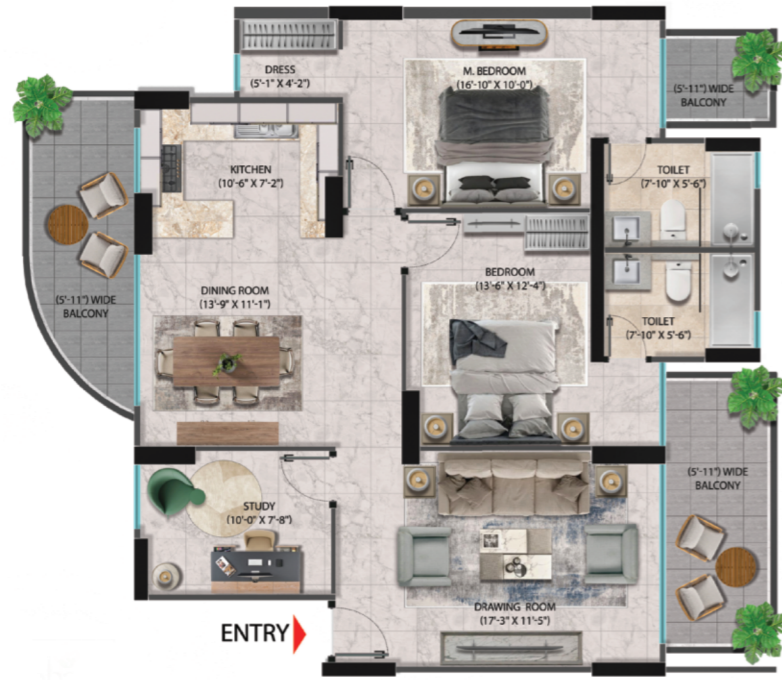 DRESS
(5'-1" X 4'-2")
M. BEDROOM
(16'-10" X 10'-0")
(5'-11") WIDE
BALCONY
KITCHEN
(10'-6" X 7'-2")
TOILET
(7'-10" X 5'-6")
DINING ROOM
(13'-9" X 11'-1")
BEDROOM
(13'-6" X 12'-4")
(5'-11") WIDE
BALCONY
TOILET
(7'-10" X 5'-6")
(5'-11") WIDE
BALCONY
STUDY
(10'-0" X 7'-8")
DRAWING ROOM
(17'-3" X 11'-5")
ENTRY